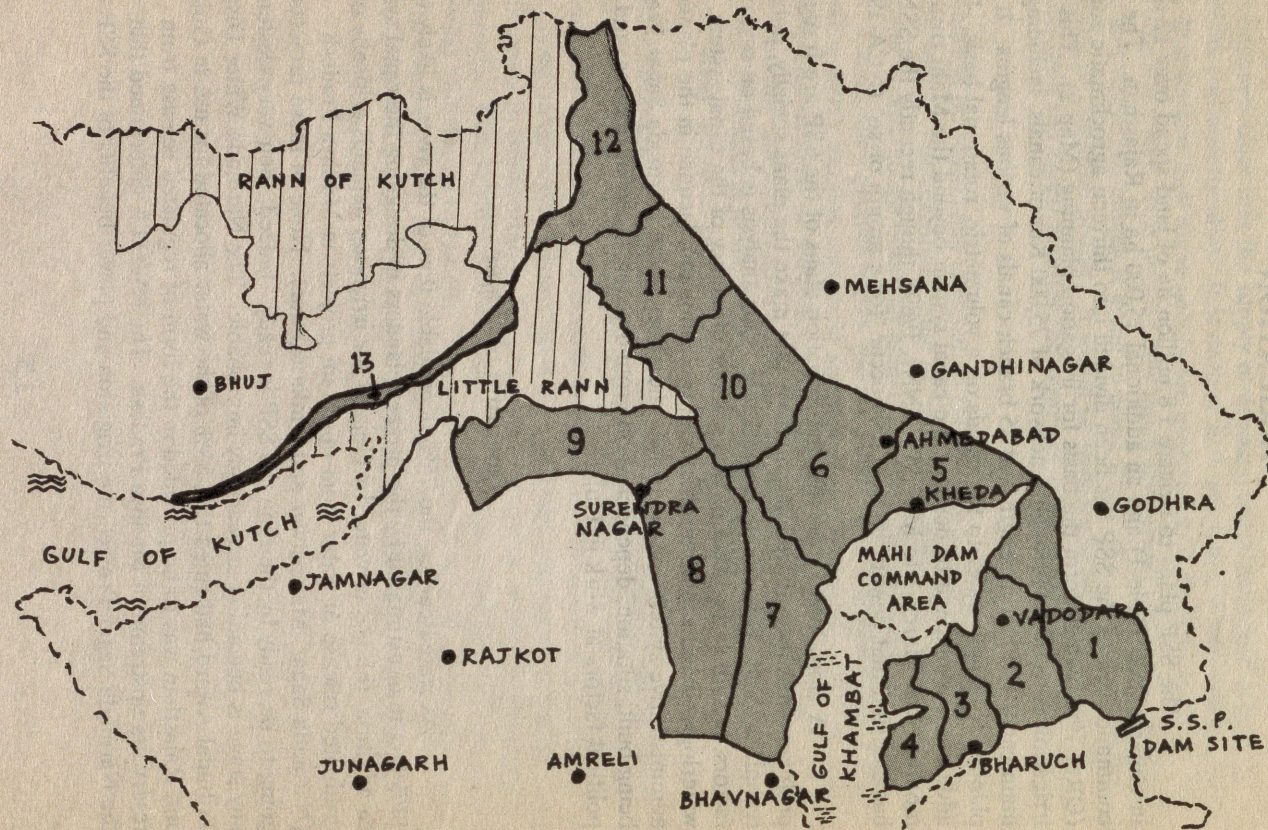 12
RANN OF KUTCH
11
MEHSANA
13
BHUJ
LITTLE RANN
10
GANDHINAGAR
9
6
AHMEDABAD
5
KHEDA
SURENDRA
NAGAR
GODHRA
GULF OF KUTCH
MAHI DAM
COMMAND
AREA
JAMNAGAR
8
7
VADODARA
RAJKOT
1
2
3
GULF OF
KHAMBAT
4
S.S.P.
DAM SITE
JUNAGARH
AMRELI
BHARUCH
BHAVNAGAR